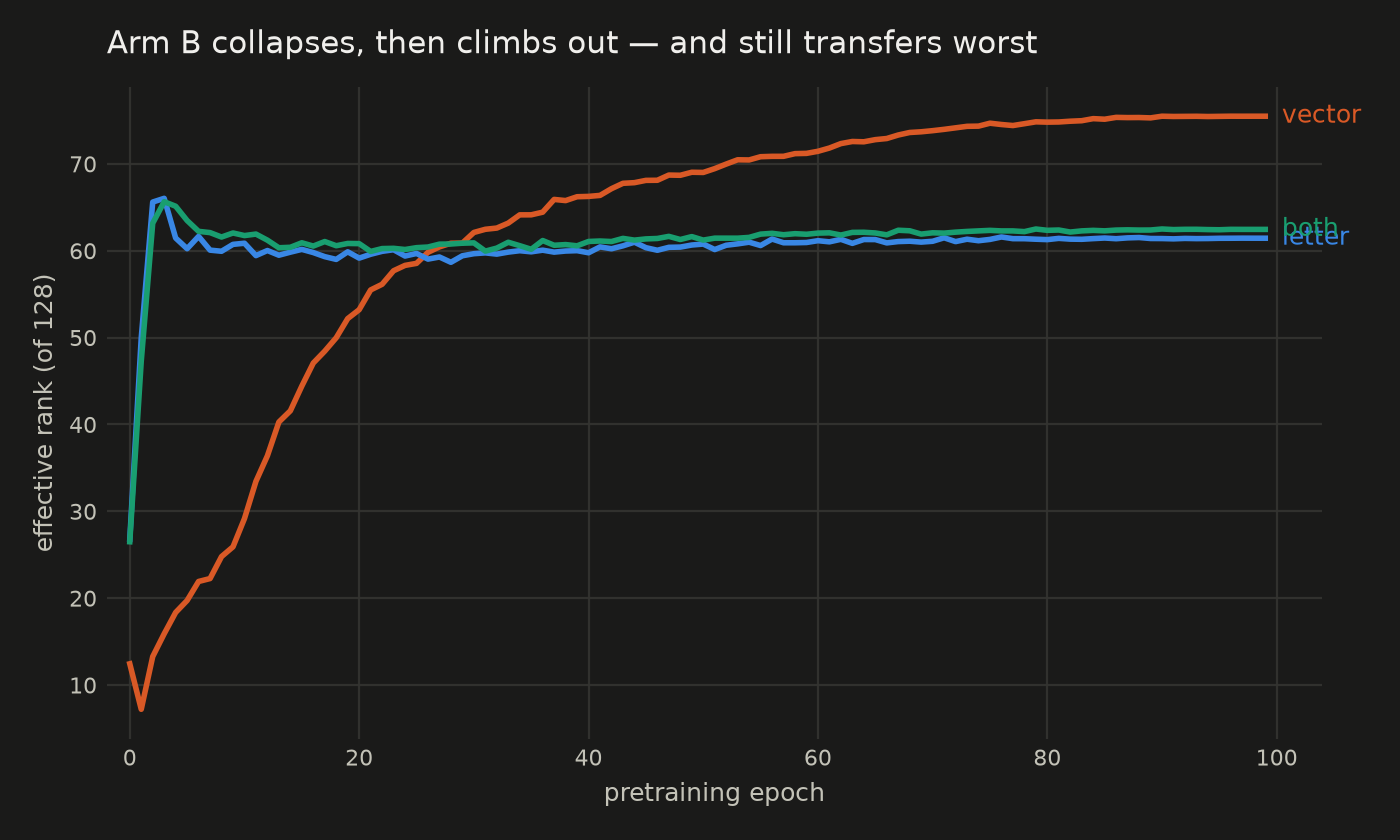 Arm B collapses, then climbs out — and still transfers worst
vector
both
letter
70
60
50
40
30
20
10
effective rank (of 128)
0 20 40 60 80 100
pretraining epoch